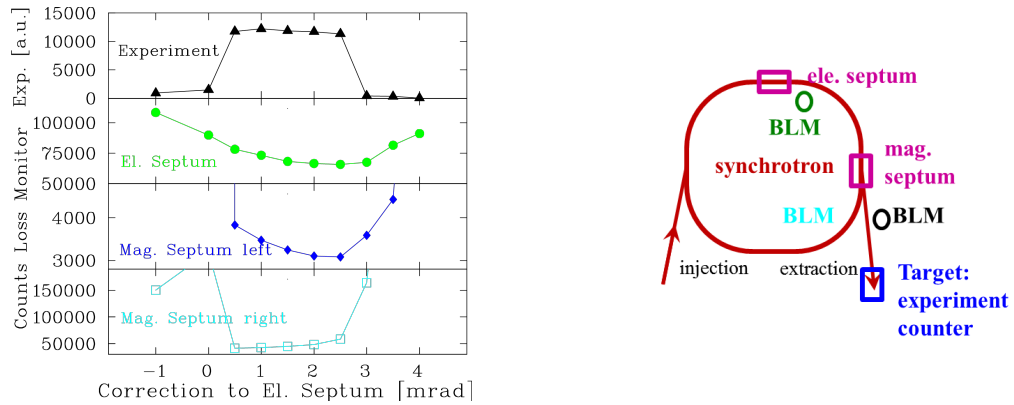 15000
10000
5000
0
Experiment
100000
75000
50000
El. Septum
4000
3000
Mag. Septum left
150000
100000
50000
Mag. Septum right
−1 0 1 2 3 4
Correction to El. Septum [mrad]
Counts Loss Monitor Exp. [a.u.]
ele. septum
BLM
mag.
septum
synchrotron
BLM
BLM
injection
extraction
Target:
experiment
counter